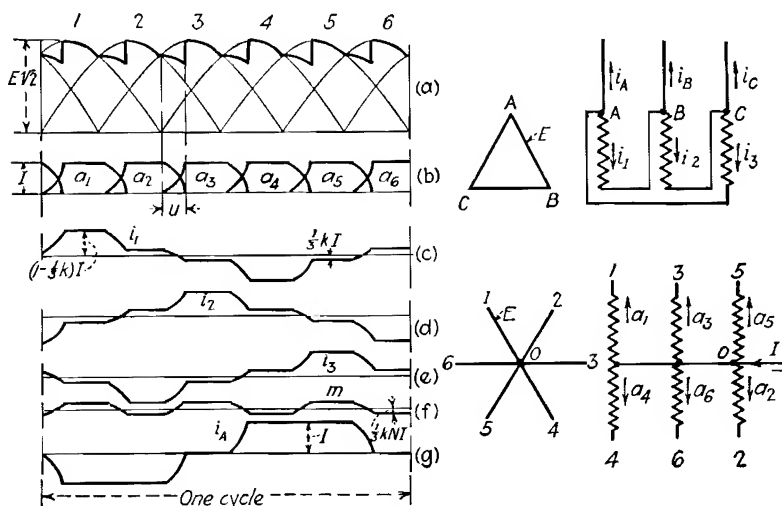 1 2 3 4 5 6
E√2
(a)
I
a1 a2 a3 a4 a5 a6
(b)
u
i1
(1-⅓k)I
⅓kI
(c)
i2
(d)
i3
(e)
m
⅓kNI
(f)
iA
I
(g)
One cycle
A
E
C B
iA iB iC
A B C
i1 i2 i3
1 2
E
O
6 3
5 4
1 3 5
a1 a3 a5
O I
a4 a6 a2
4 6 2